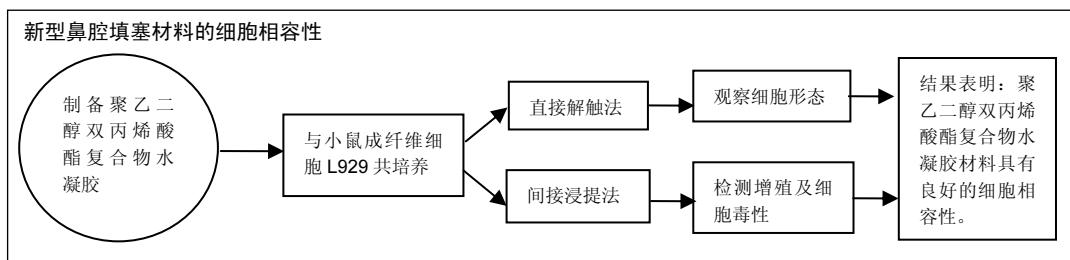 新型鼻腔填塞材料的细胞相容性
制备聚乙二
醇双丙烯酸
酯复合物水
凝胶
与小鼠成纤维细
胞 L929 共培养
直接解触法
观察细胞形态
间接浸提法
检测增殖及细
胞毒性
结果表明：聚
乙二醇双丙烯
酸酯复合物水
凝胶材料具有
良好的细胞相
容性。